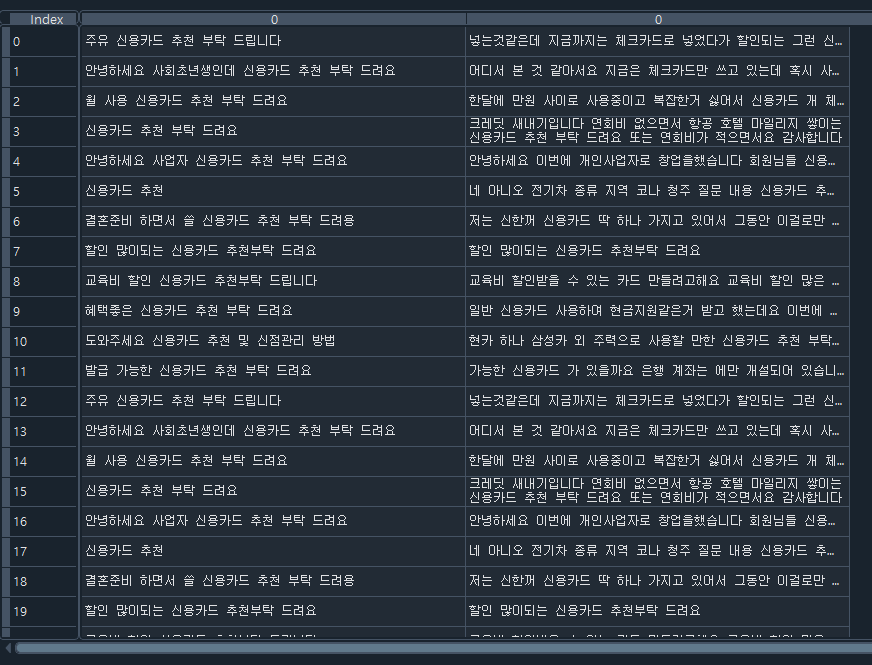 Index 0 0
0 주유 신용카드 추천 부탁 드립니다 넣는것같은데 지금까지는 체크카드로 넣었다가 할인되는 그런 신…
1 안녕하세요 사회초년생인데 신용카드 추천 부탁 드려요 어디서 본 것 같아서요 지금은 체크카드만 쓰고 있는데 혹시 사…
2 월 사용 신용카드 추천 부탁 드려요 한달에 만원 사이로 사용중이고 복잡한거 싫어서 신용카드 개 체…
3 신용카드 추천 부탁 드려요 크레딧 새내기입니다 연회비 없으면서 항공 호텔 마일리지 쌓이는
신용카드 추천 부탁 드려요 또는 연회비가 적으면서요 감사합니다
4 안녕하세요 사업자 신용카드 추천 부탁 드려요 안녕하세요 이번에 개인사업자로 창업을했습니다 회원님들 신용…
5 신용카드 추천 네 아니오 전기차 종류 지역 코나 청주 질문 내용 신용카드 추…
6 결혼준비 하면서 쓸 신용카드 추천 부탁 드려용 저는 신한꺼 신용카드 딱 하나 가지고 있어서 그동안 이걸로만 …
7 할인 많이되는 신용카드 추천부탁 드려요 할인 많이되는 신용카드 추천부탁 드려요
8 교육비 할인 신용카드 추천부탁 드립니다 교육비 할인받을 수 있는 카드 만들려고해요 교육비 할인 많은 …
9 혜택좋은 신용카드 추천 부탁 드려요 일반 신용카드 사용하여 현금지원같은거 받고 했는데요 이번에 …
10 도와주세요 신용카드 추천 및 신점관리 방법 현카 하나 삼성카 외 주력으로 사용할 만한 신용카드 추천 부탁…
11 발급 가능한 신용카드 추천 부탁 드려요 가능한 신용카드 가 있을까요 은행 계좌는 에만 개설되어 있습니…
12 주유 신용카드 추천 부탁 드립니다 넣는것같은데 지금까지는 체크카드로 넣었다가 할인되는 그런 신…
13 안녕하세요 사회초년생인데 신용카드 추천 부탁 드려요 어디서 본 것 같아서요 지금은 체크카드만 쓰고 있는데 혹시 사…
14 월 사용 신용카드 추천 부탁 드려요 한달에 만원 사이로 사용중이고 복잡한거 싫어서 신용카드 개 체…
15 신용카드 추천 부탁 드려요 크레딧 새내기입니다 연회비 없으면서 항공 호텔 마일리지 쌓이는
신용카드 추천 부탁 드려요 또는 연회비가 적으면서요 감사합니다
16 안녕하세요 사업자 신용카드 추천 부탁 드려요 안녕하세요 이번에 개인사업자로 창업을했습니다 회원님들 신용…
17 신용카드 추천 네 아니오 전기차 종류 지역 코나 청주 질문 내용 신용카드 추…
18 결혼준비 하면서 쓸 신용카드 추천 부탁 드려용 저는 신한꺼 신용카드 딱 하나 가지고 있어서 그동안 이걸로만 …
19 할인 많이되는 신용카드 추천부탁 드려요 할인 많이되는 신용카드 추천부탁 드려요